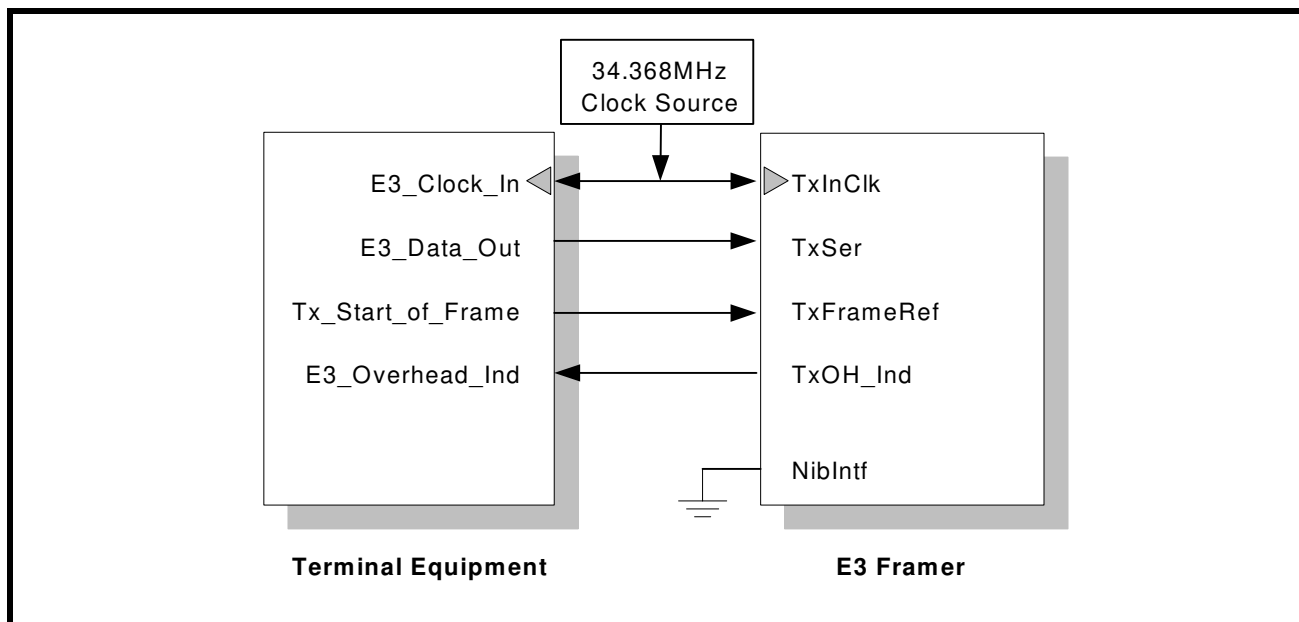 34.368MHz
Clock Source
E3_Clock_In
TxInClk
E3_Data_Out
TxSer
Tx_Start_of_Frame
TxFrameRef
E3_Overhead_Ind
TxOH_Ind
NibIntf
Terminal Equipment
E3 Framer